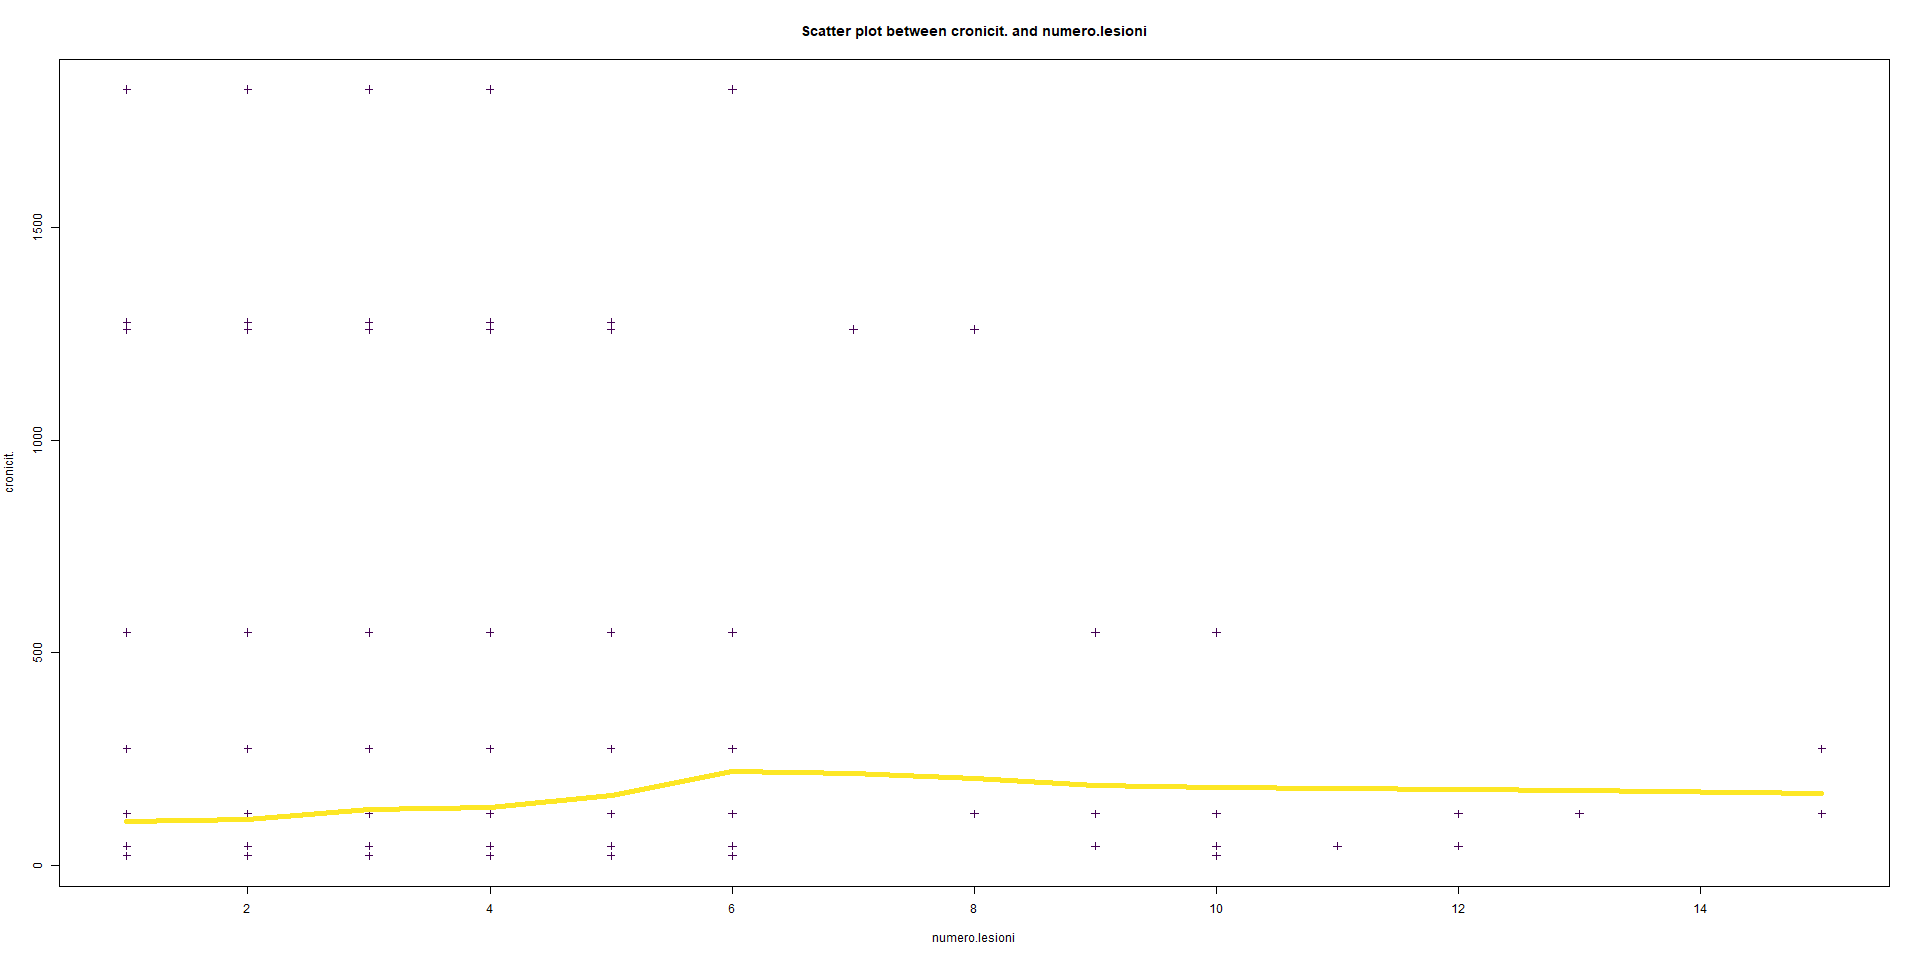 Scatter plot between cronicit. and numero.lesioni
1500
1000
500
0
cronicit.
2 4 6 8 10 12 14
numero.lesioni